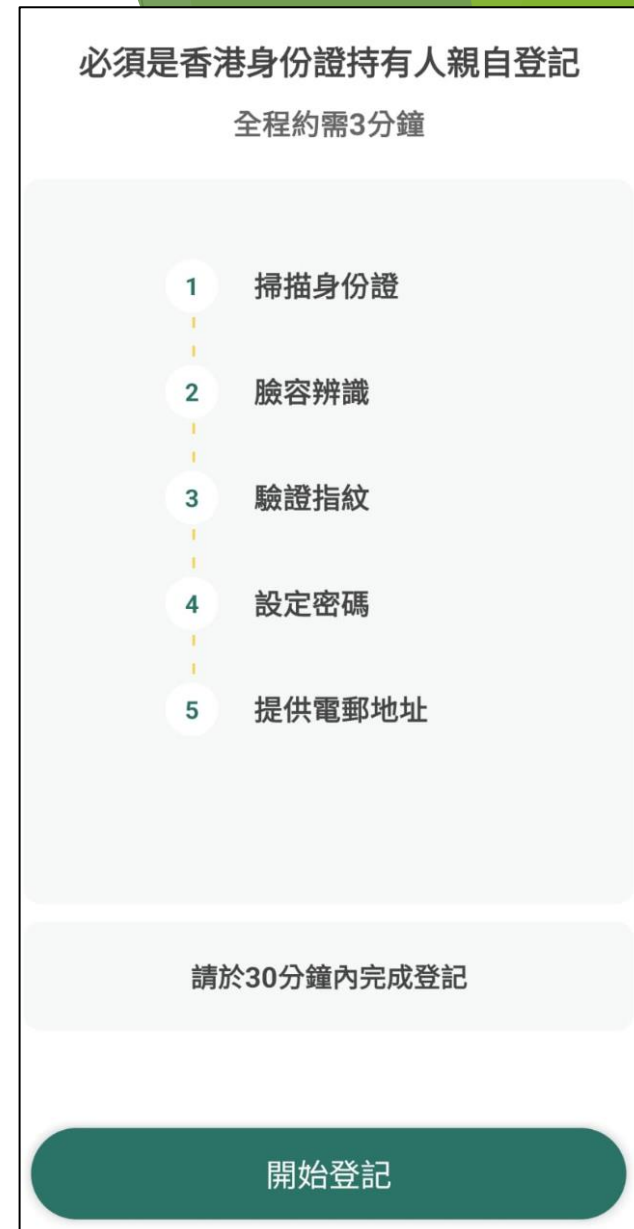 必須是香港身份證持有人親自登記
全程約需3分鐘
1 掃描身份證
2 臉容辨識
3 驗證指紋
4 設定密碼
5 提供電郵地址
請於30分鐘內完成登記
開始登記